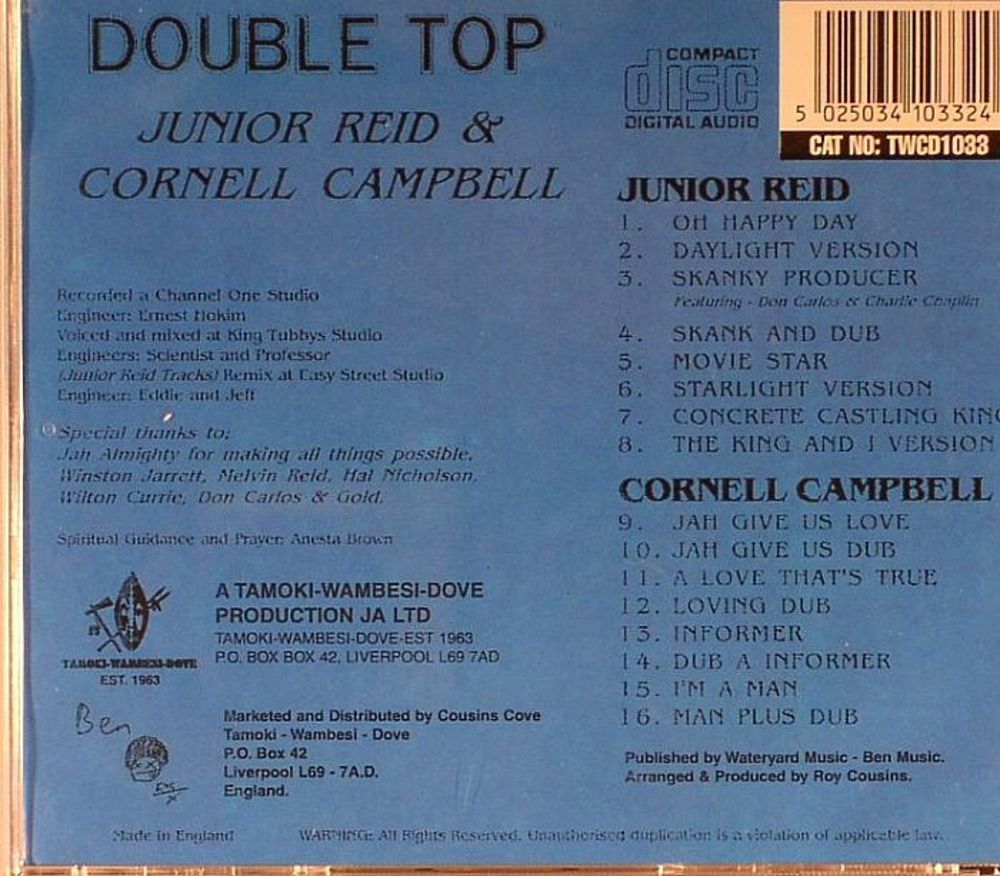 DOUBLE TOP
JUNIOR REID &
CORNELL CAMPBELL
COMPACT
disc
DIGITAL AUDIO
5 025034 103324
CAT NO: TWCD1033
Recorded a Channel One Studio
Engineer: Ernest Hokim
Voiced and mixed at King Tubbys Studio
Engineers: Scientist and Professor
(Junior Reid Tracks) Remix at Easy Street Studio
Engineer: Eddie and Jeft
Special thanks to:
Jah Almighty for making all things possible.
Winston Jarrett, Melvin Reid, Hal Nicholson,
Wilton Currie, Don Carlos & Gold.
Spiritual Guidance and Prayer: Anesta Brown
TAMOKI-WAMBESI-DOVE
EST. 1963
A TAMOKI-WAMBESI-DOVE
PRODUCTION JA LTD
TAMOKI-WAMBESI-DOVE-EST 1963
P.O. BOX BOX 42, LIVERPOOL L69 7AD
Ben
Marketed and Distributed by Cousins Cove
Tamoki - Wambesi - Dove
P.O. Box 42
Liverpool L69 - 7A.D.
England.
JUNIOR REID
1. OH HAPPY DAY
2. DAYLIGHT VERSION
3. SKANKY PRODUCER
Featuring - Don Carlos & Charlie Chaplin
4. SKANK AND DUB
5. MOVIE STAR
6. STARLIGHT VERSION
7. CONCRETE CASTLING KING
8. THE KING AND I VERSION
CORNELL CAMPBELL
9. JAH GIVE US LOVE
10. JAH GIVE US DUB
11. A LOVE THAT'S TRUE
12. LOVING DUB
13. INFORMER
14. DUB A INFORMER
15. I'M A MAN
16. MAN PLUS DUB
Published by Wateryard Music - Ben Music.
Arranged & Produced by Roy Cousins.
Made in England
WARNING: All Rights Reserved. Unauthorised duplication is a violation of applicable law.